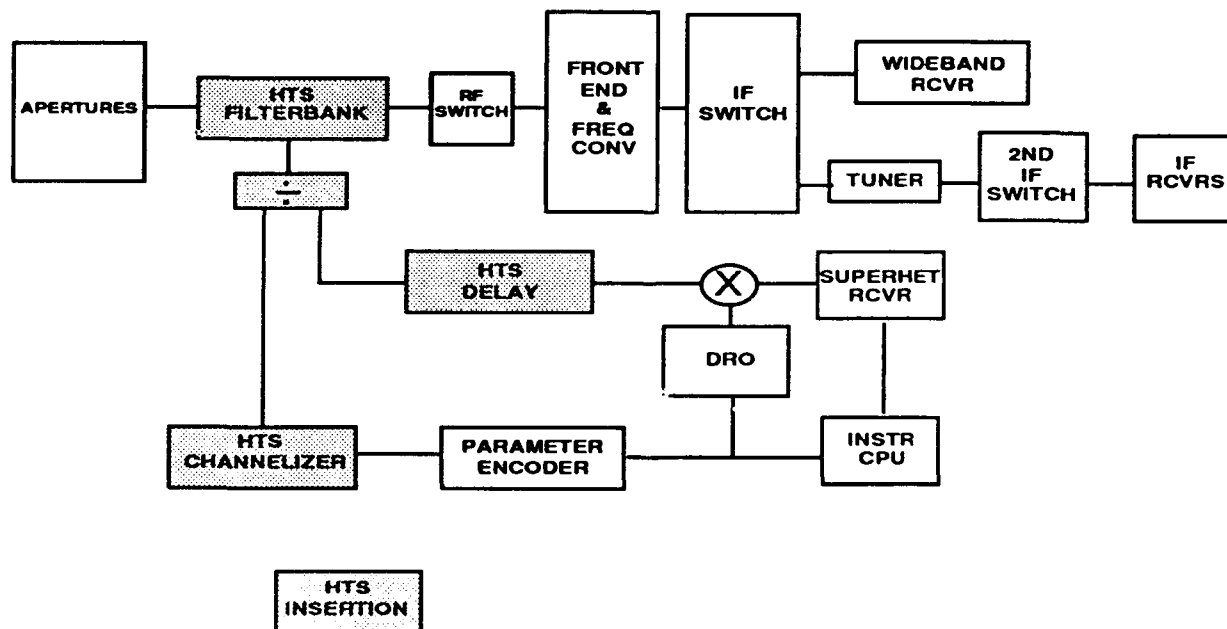 APERTURES
HTS
FILTERBANK
RF
SWITCH
FRONT
END
&
FREQ
CONV
IF
SWITCH
WIDEBAND
RCVR
TUNER
2ND
IF
SWITCH
IF
RCVRS
÷
HTS
DELAY
X
SUPERHET
RCVR
DRO
HTS
CHANNELIZER
PARAMETER
ENCODER
INSTR
CPU
HTS
INSERTION